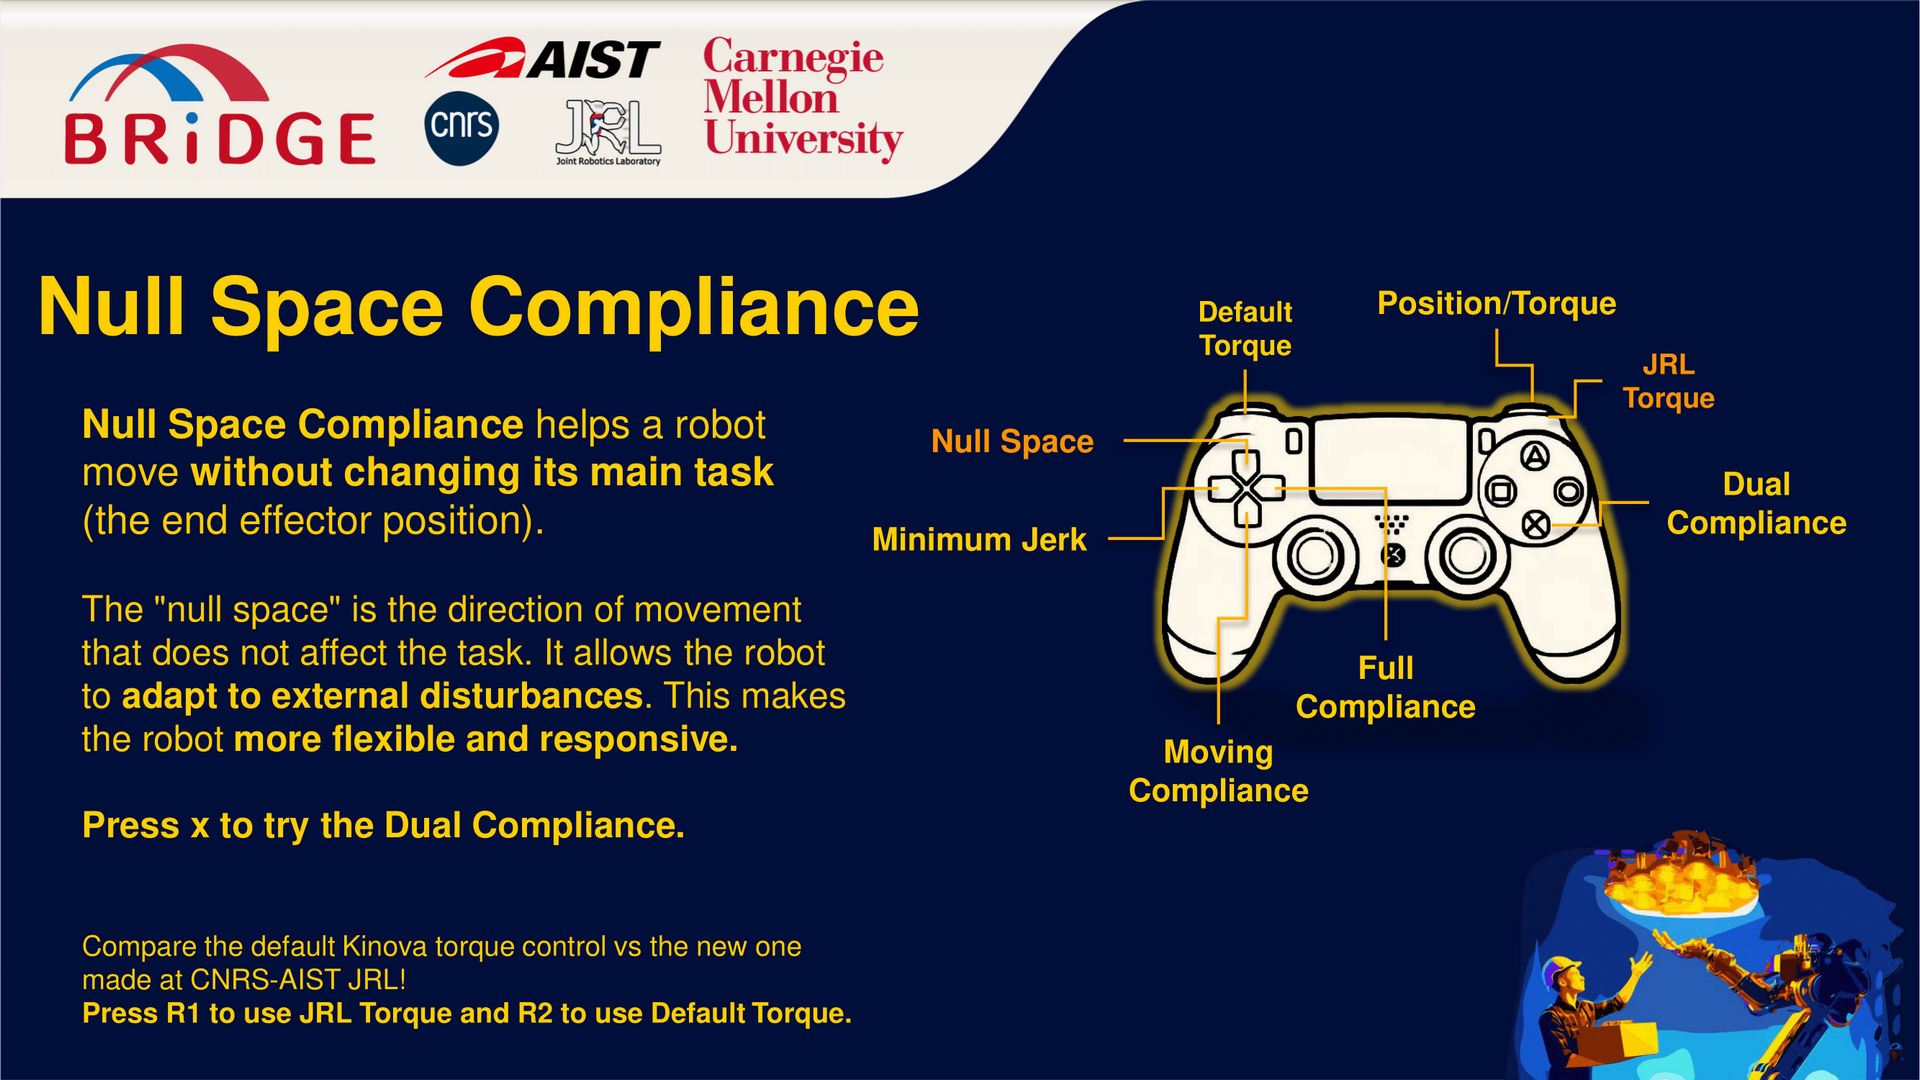 BRiDGE
AIST
cnrs
JRL
Joint Robotics Laboratory
Carnegie
Mellon
University
Null Space Compliance
Null Space Compliance helps a robot
move without changing its main task
(the end effector position).
The "null space" is the direction of movement
that does not affect the task. It allows the robot
to adapt to external disturbances. This makes
the robot more flexible and responsive.
Press x to try the Dual Compliance.
Compare the default Kinova torque control vs the new one
made at CNRS-AIST JRL!
Press R1 to use JRL Torque and R2 to use Default Torque.
Default
Torque
Position/Torque
JRL
Torque
Null Space
Minimum Jerk
Dual
Compliance
Full
Compliance
Moving
Compliance